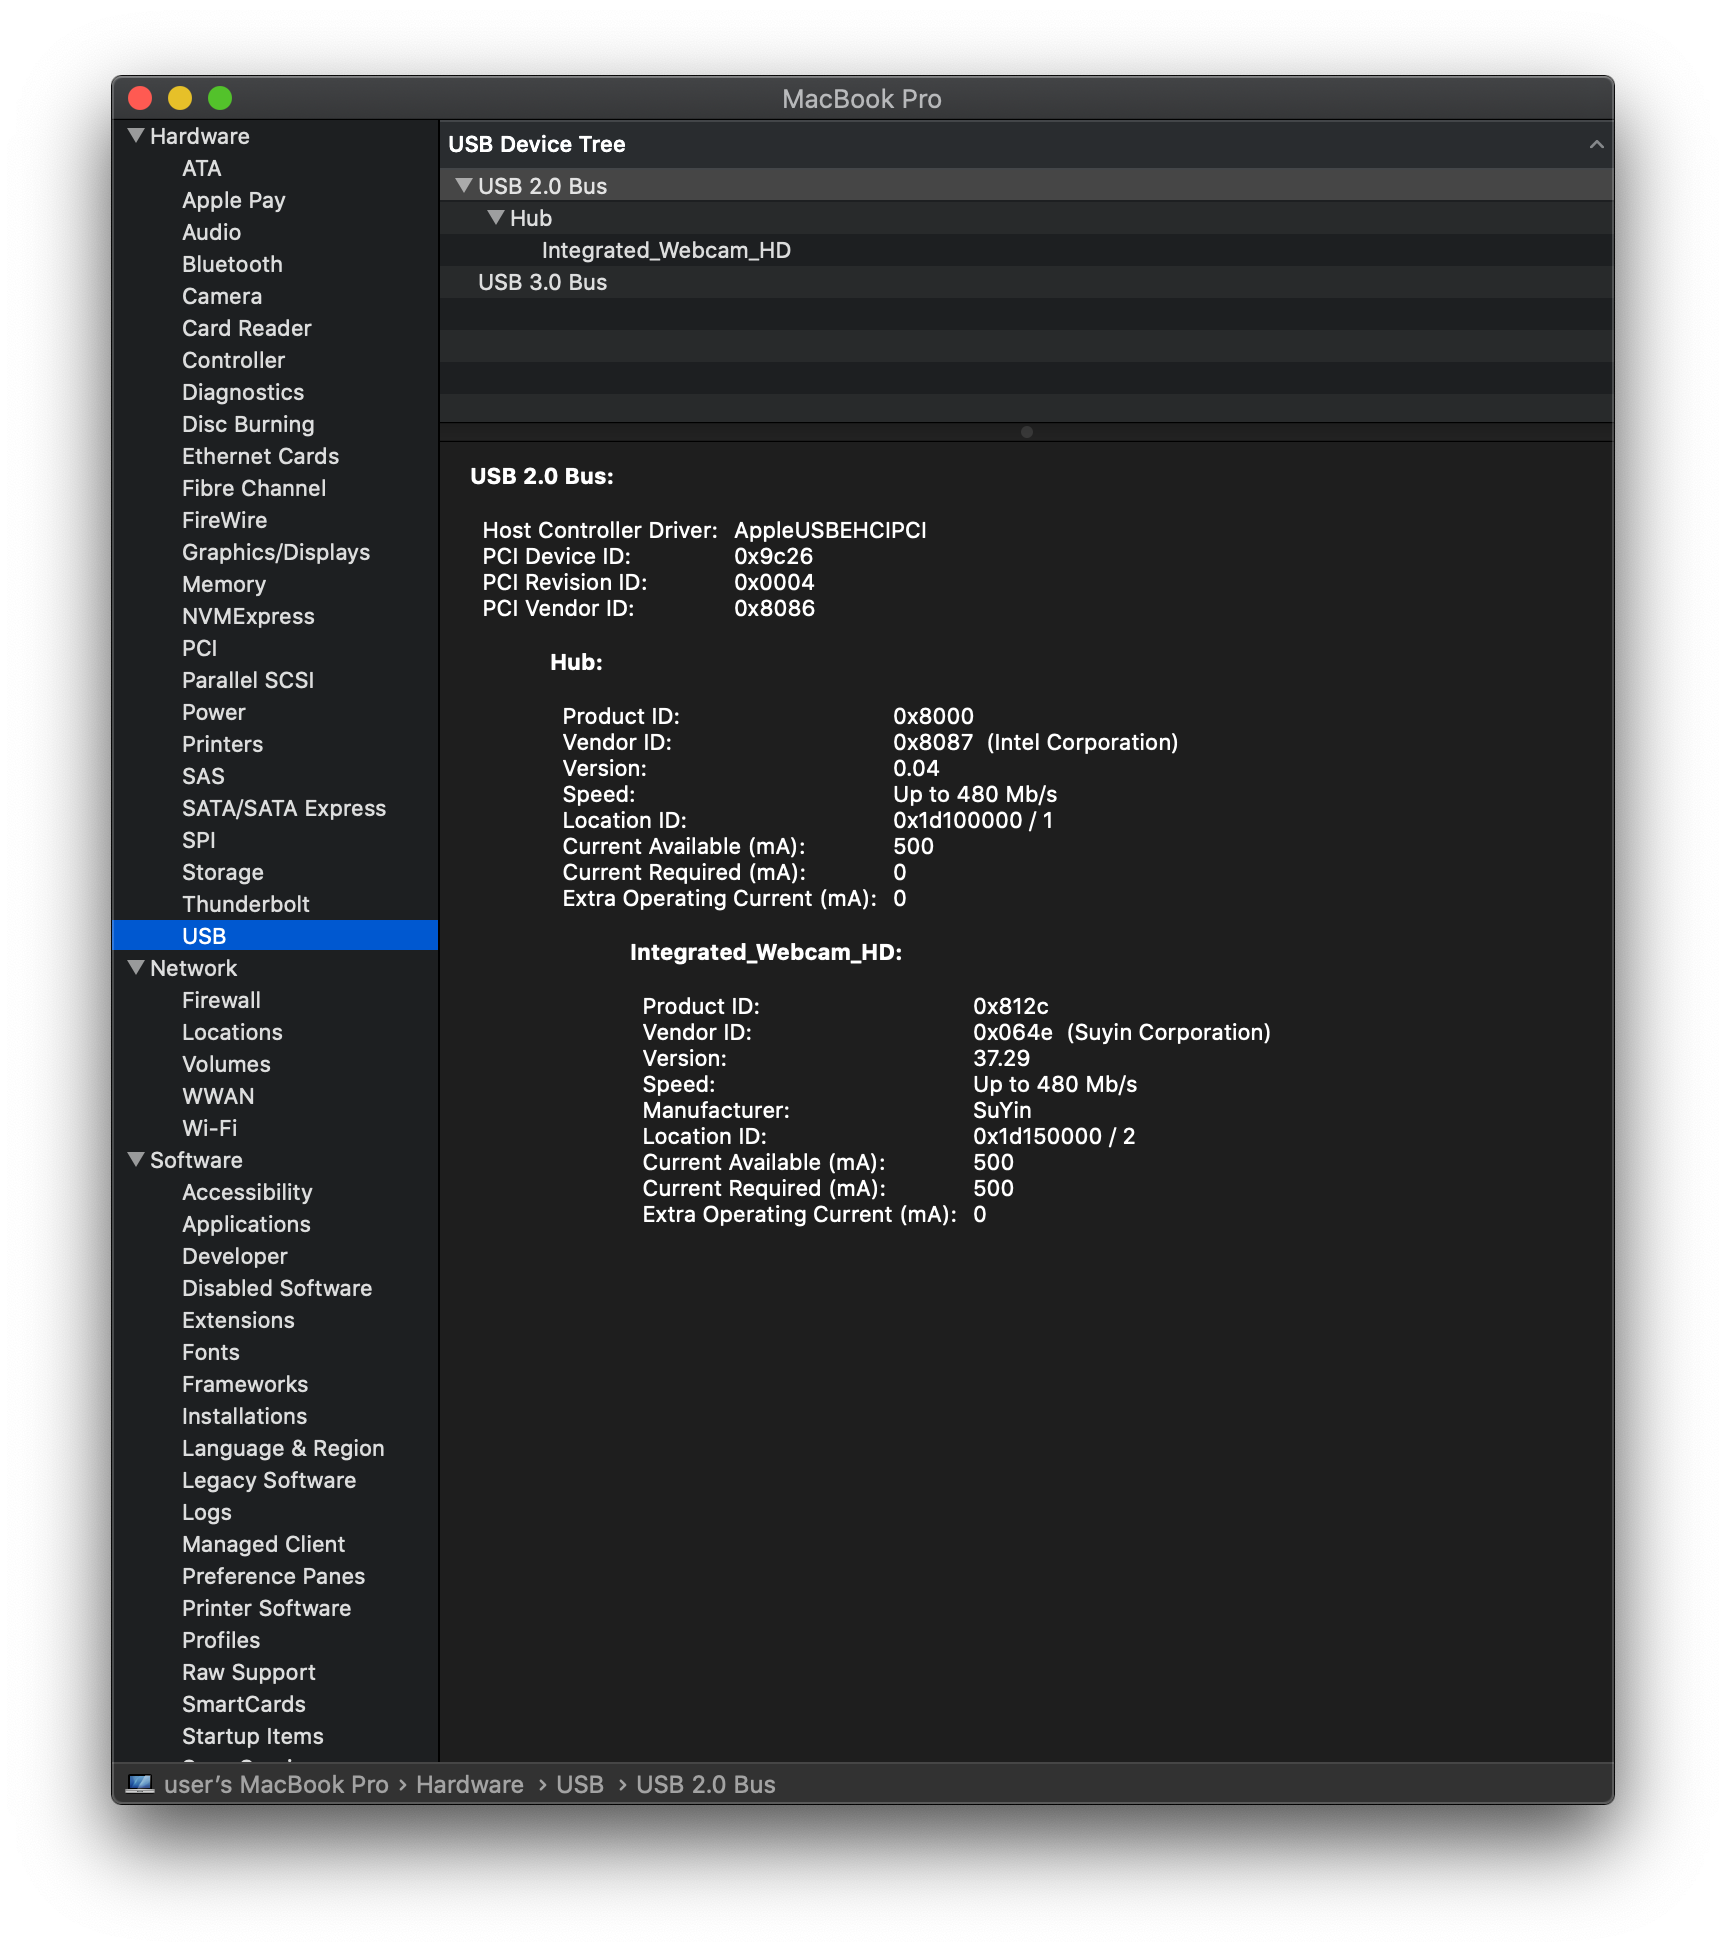 MacBook Pro
Hardware
ATA
Apple Pay
Audio
Bluetooth
Camera
Card Reader
Controller
Diagnostics
Disc Burning
Ethernet Cards
Fibre Channel
FireWire
Graphics/Displays
Memory
NVMExpress
PCI
Parallel SCSI
Power
Printers
SAS
SATA/SATA Express
SPI
Storage
Thunderbolt
USB
Network
Firewall
Locations
Volumes
WWAN
Wi-Fi
Software
Accessibility
Applications
Developer
Disabled Software
Extensions
Fonts
Frameworks
Installations
Language & Region
Legacy Software
Logs
Managed Client
Preference Panes
Printer Software
Profiles
Raw Support
SmartCards
Startup Items
USB Device Tree
USB 2.0 Bus
Hub
Integrated_Webcam_HD
USB 3.0 Bus
USB 2.0 Bus:
Host Controller Driver: AppleUSBEHCIPCI
PCI Device ID: 0x9c26
PCI Revision ID: 0x0004
PCI Vendor ID: 0x8086
Hub:
Product ID: 0x8000
Vendor ID: 0x8087 (Intel Corporation)
Version: 0.04
Speed: Up to 480 Mb/s
Location ID: 0x1d100000 / 1
Current Available (mA): 500
Current Required (mA): 0
Extra Operating Current (mA): 0
Integrated_Webcam_HD:
Product ID: 0x812c
Vendor ID: 0x064e (Suyin Corporation)
Version: 37.29
Speed: Up to 480 Mb/s
Manufacturer: SuYin
Location ID: 0x1d150000 / 2
Current Available (mA): 500
Current Required (mA): 500
Extra Operating Current (mA): 0
user’s MacBook Pro › Hardware › USB › USB 2.0 Bus